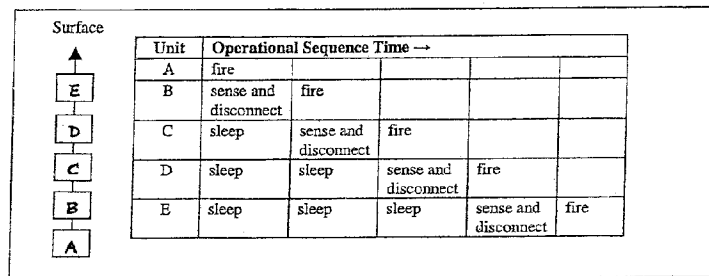 Surface
E
D
C
B
A
Unit Operational Sequence Time →
A fire
B sense and disconnect fire
C sleep sense and disconnect fire
D sleep sleep sense and disconnect fire
E sleep sleep sleep sense and disconnect fire